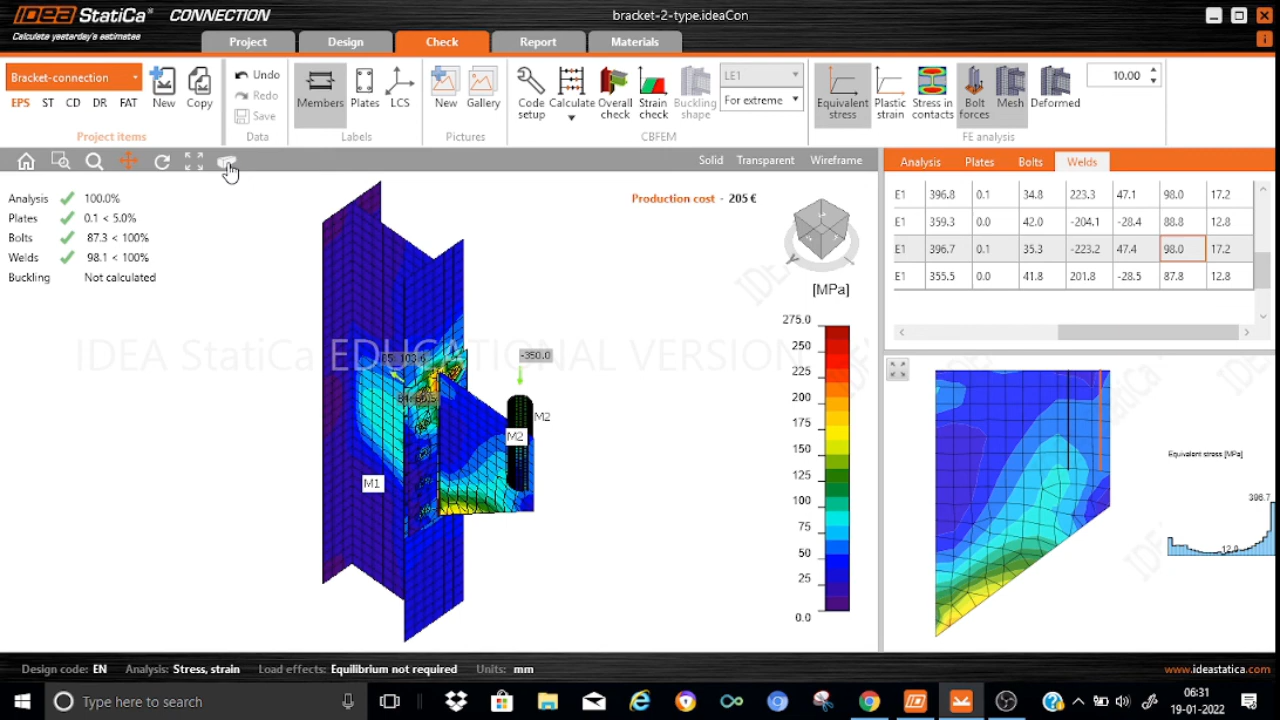 IDEA StatiCa® CONNECTION
Calculate yesterday's estimates
bracket-2-type.ideaCon
Project Design Check Report Materials
Bracket-connection
EPS ST CD DR FAT
New Copy
Project items
Undo
Redo
Save
Data
Members Plates LCS
Labels
New Gallery
Pictures
Code setup
Calculate
Overall check
Strain check
Buckling shape
LE1
For extreme
CBFEM
Equivalent stress
Plastic strain
Stress in contacts
Bolt forces
Mesh
Deformed
10.00
FE analysis
Solid Transparent Wireframe
Analysis 100.0%
Plates 0.1 < 5.0%
Bolts 87.3 < 100%
Welds 98.1 < 100%
Buckling Not calculated
Production cost - 205 €
[MPa]
275.0
250
225
200
175
150
125
100
75
50
25
0.0
IDEA StatiCa EDUCATIONAL VERSION
B5: 103.6
-350.0
M2
M2
M1
Analysis Plates Bolts Welds
E1 396.8 0.1 34.8 223.3 47.1 98.0 17.2
E1 359.3 0.0 42.0 -204.1 -28.4 88.8 12.8
E1 396.7 0.1 35.3 -223.2 47.4 98.0 17.2
E1 355.5 0.0 41.8 201.8 -28.5 87.8 12.8
Equivalent stress [MPa]
396.7
Design code: EN Analysis: Stress, strain Load effects: Equilibrium not required Units: mm
www.ideastatica.com
Type here to search
06:31
19-01-2022